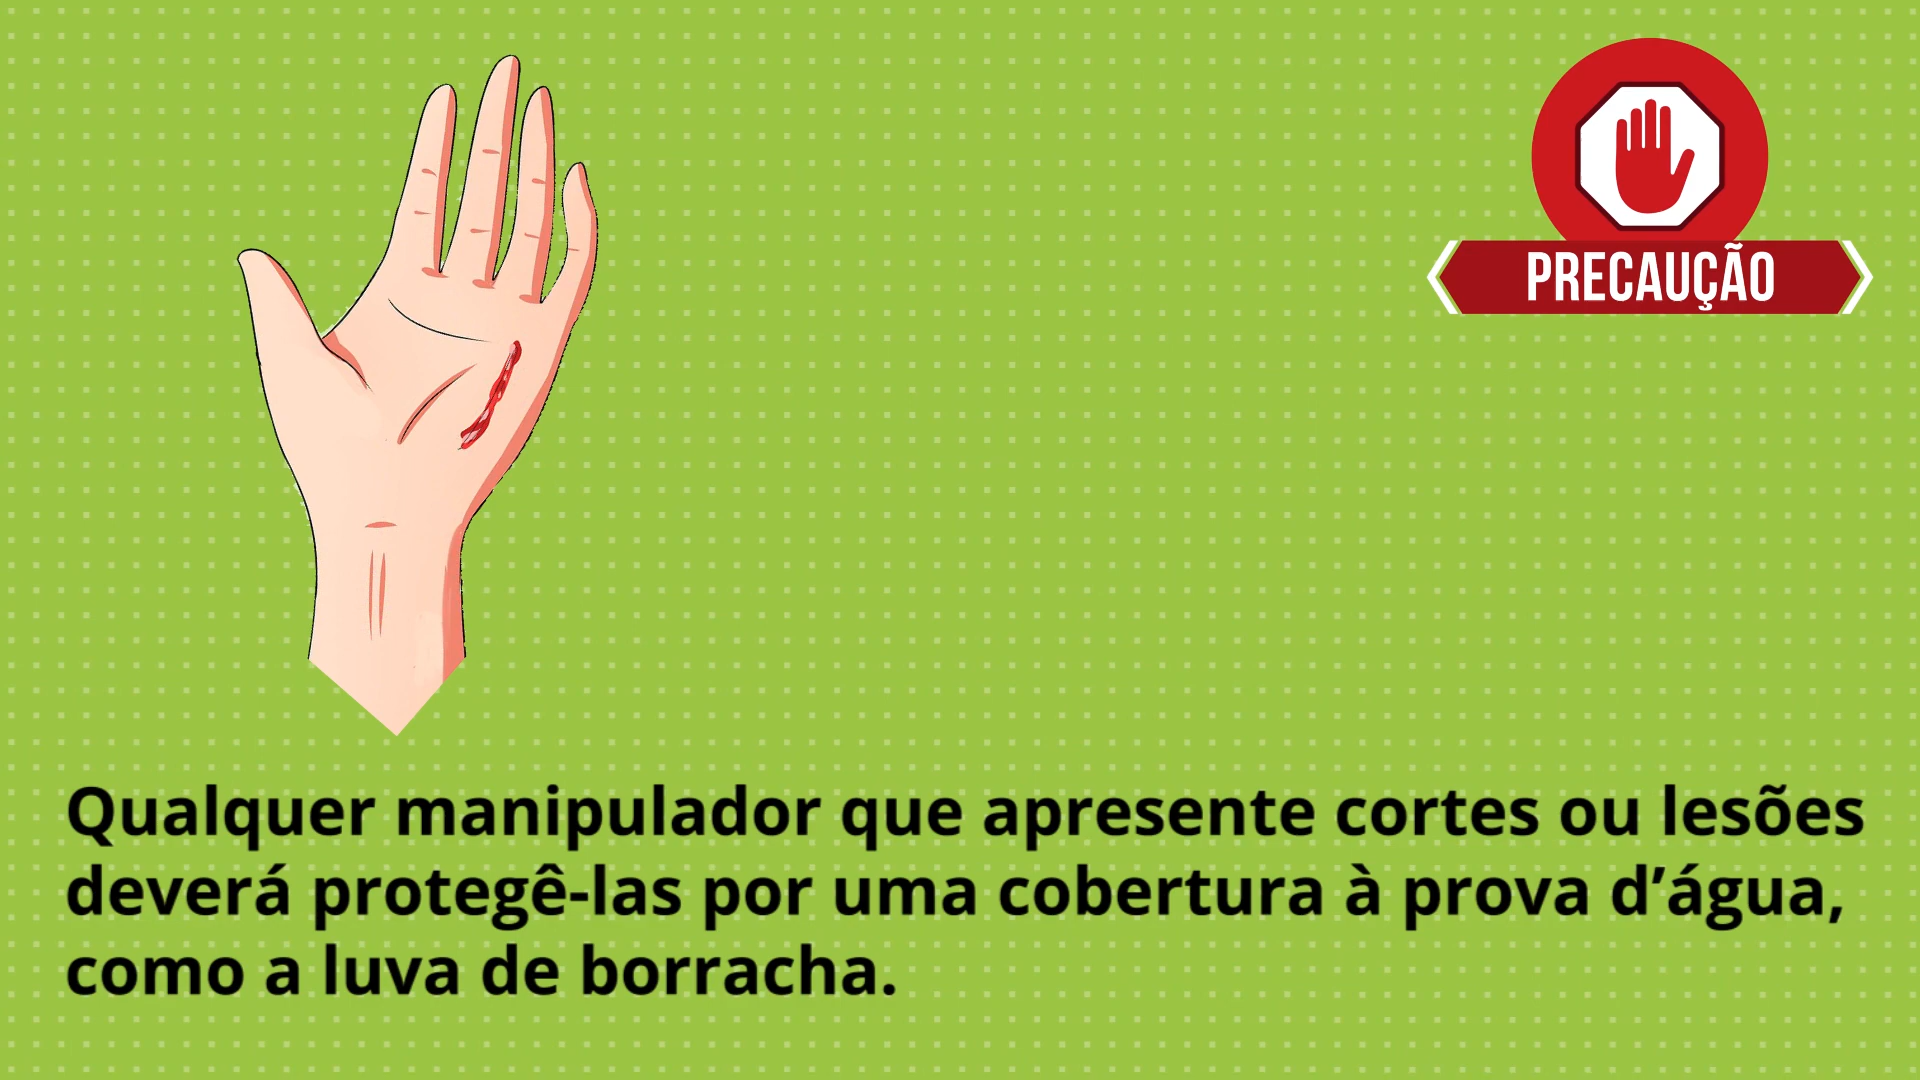 PRECAUÇÃO
Qualquer manipulador que apresente cortes ou lesões
deverá protegê-las por uma cobertura à prova d’água,
como a luva de borracha.